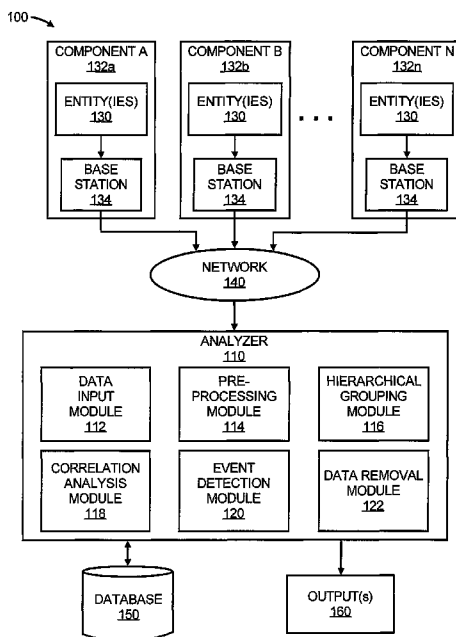 100
COMPONENT A
132a
ENTITY(IES)
130
BASE
STATION
134
COMPONENT B
132b
ENTITY(IES)
130
BASE
STATION
134
. . .
COMPONENT N
132n
ENTITY(IES)
130
BASE
STATION
134
NETWORK
140
ANALYZER
110
DATA
INPUT
MODULE
112
PRE-
PROCESSING
MODULE
114
HIERARCHICAL
GROUPING
MODULE
116
CORRELATION
ANALYSIS
MODULE
118
EVENT
DETECTION
MODULE
120
DATA REMOVAL
MODULE
122
DATABASE
150
OUTPUT(s)
160